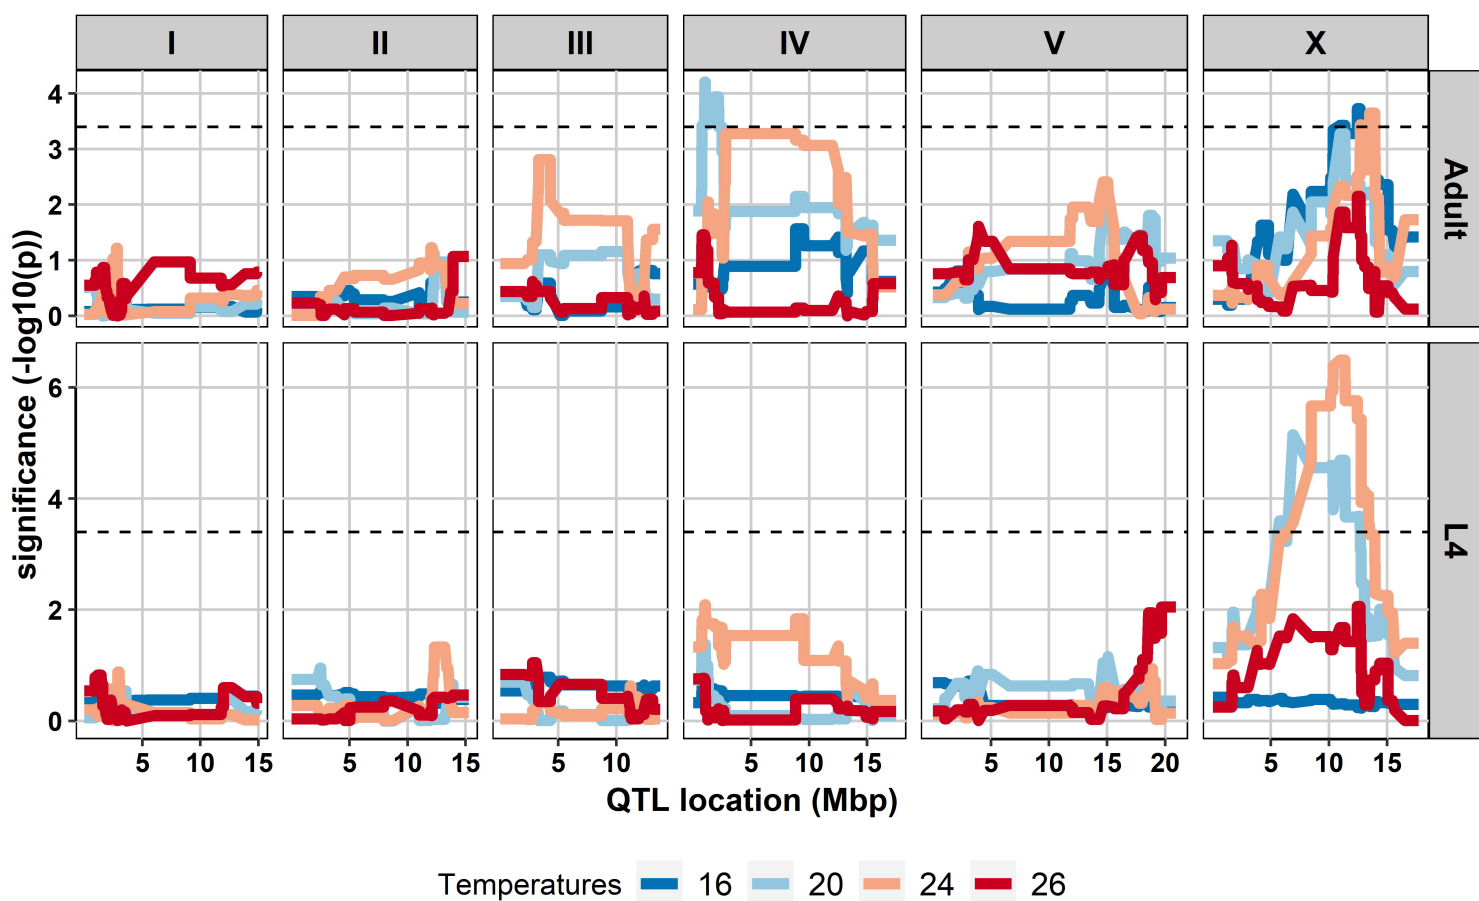 I II III IV V X
significance (-log10(p))
4
3
2
1
0
Adult
6
4
2
0
L4
5 10 15 5 10 15 5 10 5 10 15 5 10 15 20 5 10 15
QTL location (Mbp)
Temperatures 16 20 24 26